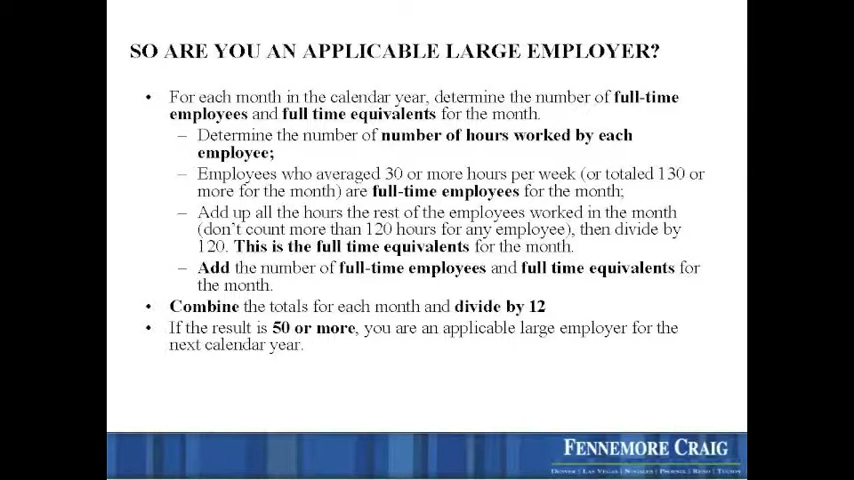 SO ARE YOU AN APPLICABLE LARGE EMPLOYER?
• For each month in the calendar year, determine the number of full-time
employees and full time equivalents for the month.
– Determine the number of number of hours worked by each
employee;
– Employees who averaged 30 or more hours per week (or totaled 130 or
more for the month) are full-time employees for the month;
– Add up all the hours the rest of the employees worked in the month
(don't count more than 120 hours for any employee), then divide by
120. This is the full time equivalents for the month.
– Add the number of full-time employees and full time equivalents for
the month.
• Combine the totals for each month and divide by 12
• If the result is 50 or more, you are an applicable large employer for the
next calendar year.
FENNEMORE CRAIG
DENVER | LAS VEGAS | NOGALES | PHOENIX | RENO | TUCSON